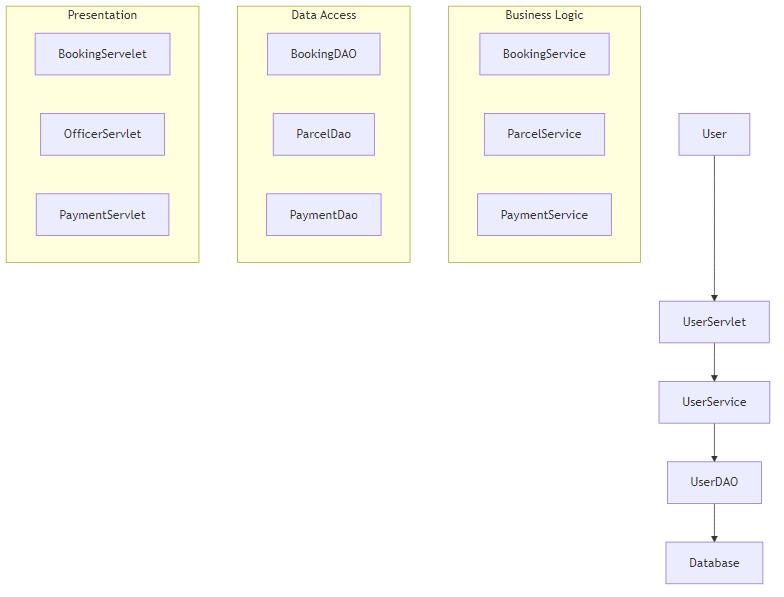 Presentation
BookingServelet
OfficerServlet
PaymentServlet
Data Access
BookingDAO
ParcelDao
PaymentDao
Business Logic
BookingService
ParcelService
PaymentService
User
UserServlet
UserService
UserDAO
Database